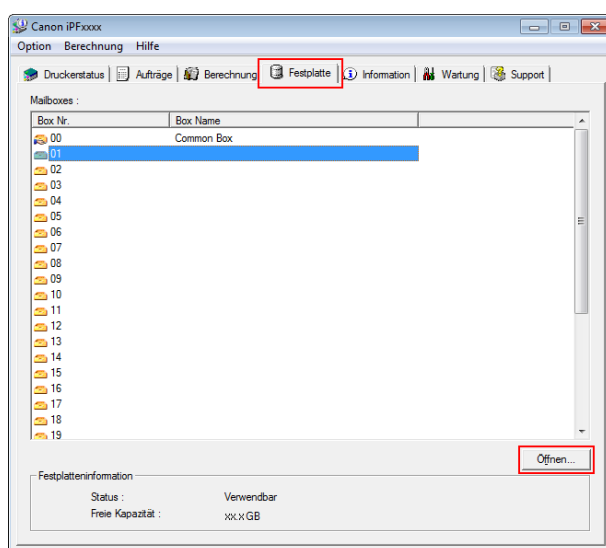 Canon iPFxxxx
Option Berechnung Hilfe
Druckerstatus Aufträge Berechnung Festplatte Information Wartung Support
Mailboxes :
Box Nr. Box Name
00 Common Box
01
02
03
04
05
06
07
08
09
10
11
12
13
14
15
16
17
18
19
Öffnen...
Festplatteninformation
Status : Verwendbar
Freie Kapazität : xx.x GB